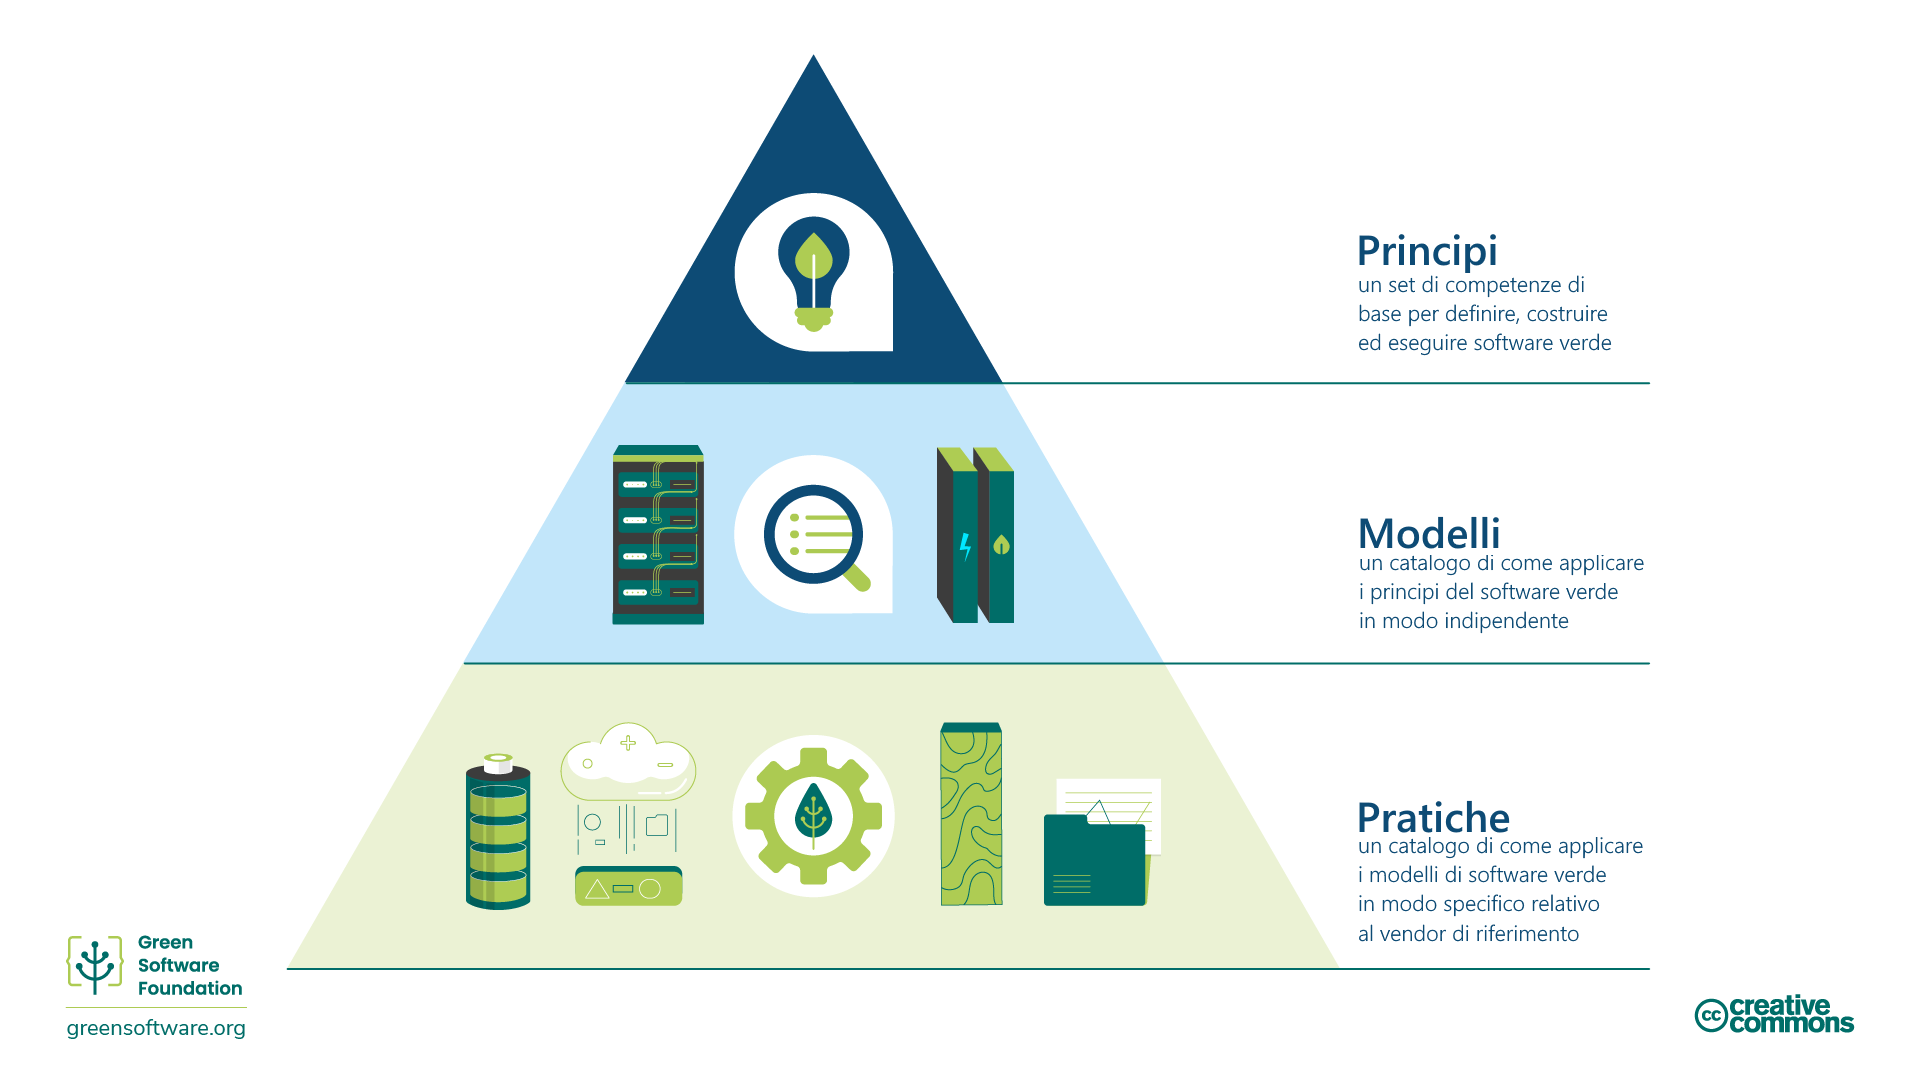 Principi
un set di competenze di
base per definire, costruire
ed eseguire software verde
Modelli
un catalogo di come applicare
i principi del software verde
in modo indipendente
Pratiche
un catalogo di come applicare
i modelli di software verde
in modo specifico relativo
al vendor di riferimento
Green
Software
Foundation
greensoftware.org
cc creative
commons